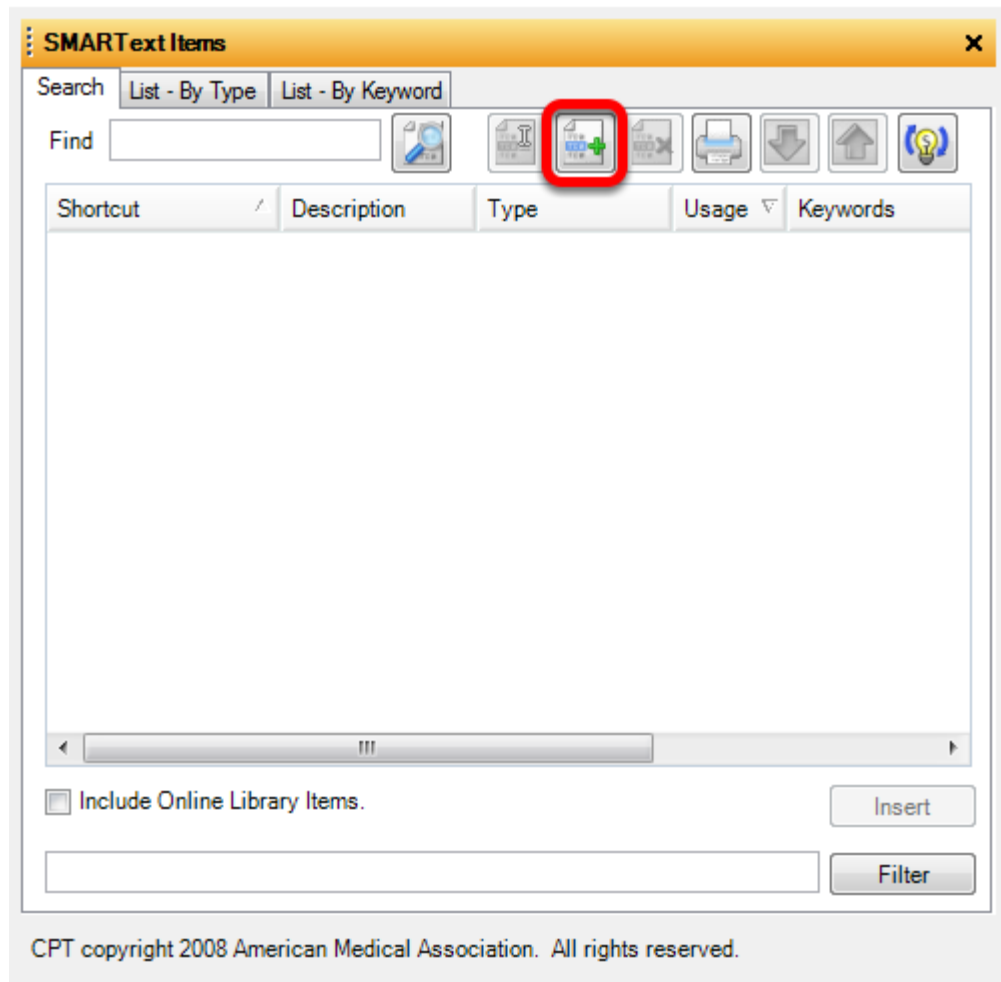 SMARText Items
Search List - By Type List - By Keyword
Find
Shortcut Description Type Usage Keywords
Include Online Library Items.
Insert
Filter
CPT copyright 2008 American Medical Association. All rights reserved.